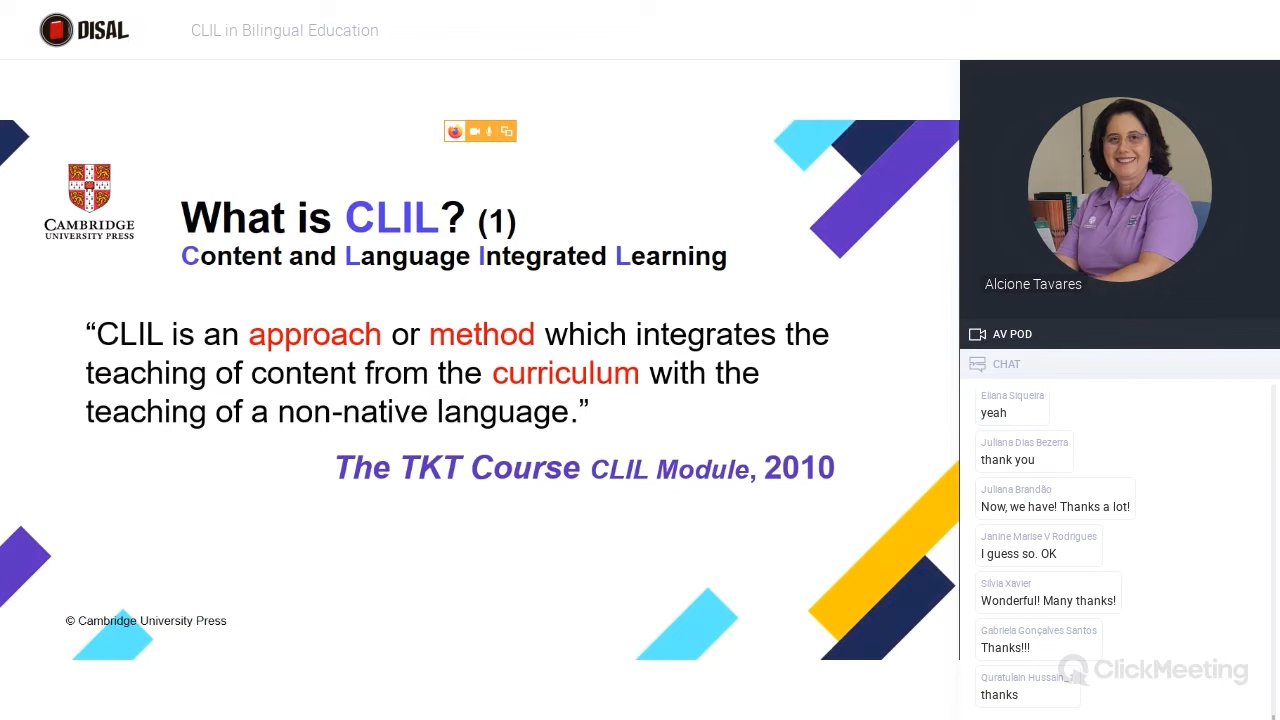 DISAL
CLIL in Bilingual Education
CAMBRIDGE
UNIVERSITY PRESS
What is CLIL? (1)
Content and Language Integrated Learning
“CLIL is an approach or method which integrates the
teaching of content from the curriculum with the
teaching of a non-native language.”
The TKT Course CLIL Module, 2010
© Cambridge University Press
Alcione Tavares
AV POD
CHAT
Eliana Siqueira
yeah
Juliana Dias Bezerra
thank you
Juliana Brandão
Now, we have! Thanks a lot!
Janine Marise V Rodrigues
I guess so. OK
Silvia Xavier
Wonderful! Many thanks!
Gabriela Gonçalves Santos
Thanks!!!
Quratulain Hussain_
thanks
ClickMeeting